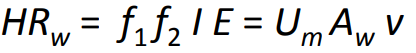 HR_w = f_1 f_2 I E = U_m A_w v